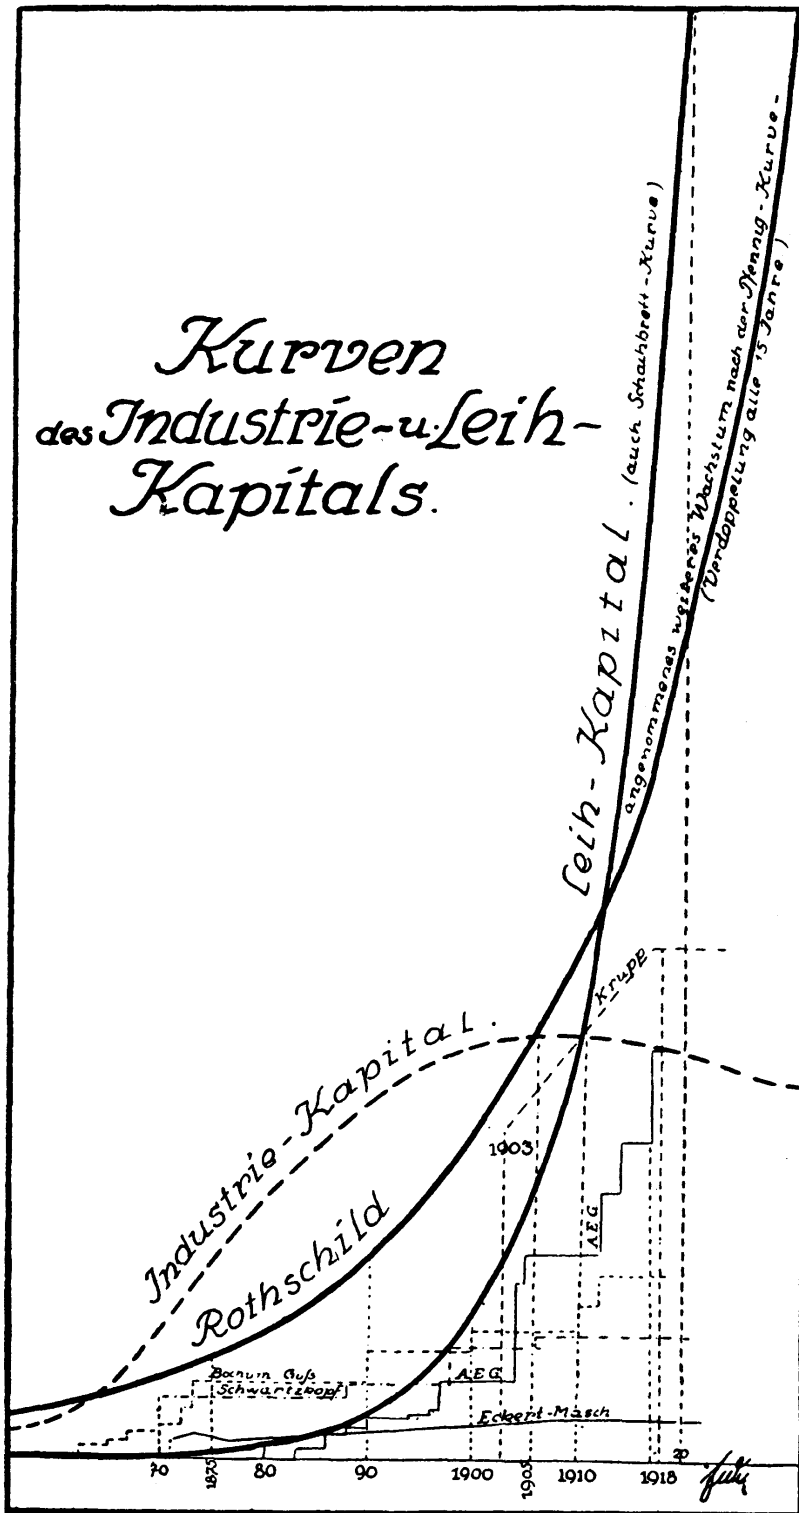 Kurven
des Industrie- u. Leih-
Kapitals.
Leih-Kapital. (auch Schachbrett-Kurve)
angenommenes weiteres Wachstum nach der Pfennig-Kurve-
(Verdoppelung alle 15 Jahre)
Krupp
Industrie-Kapital.
1903
Rothschild
AEG
Bochum Guß
Schwartzkopf
AEG
Eckert-Masch
70
1875
80
90
1900
1905
1910
1918
20